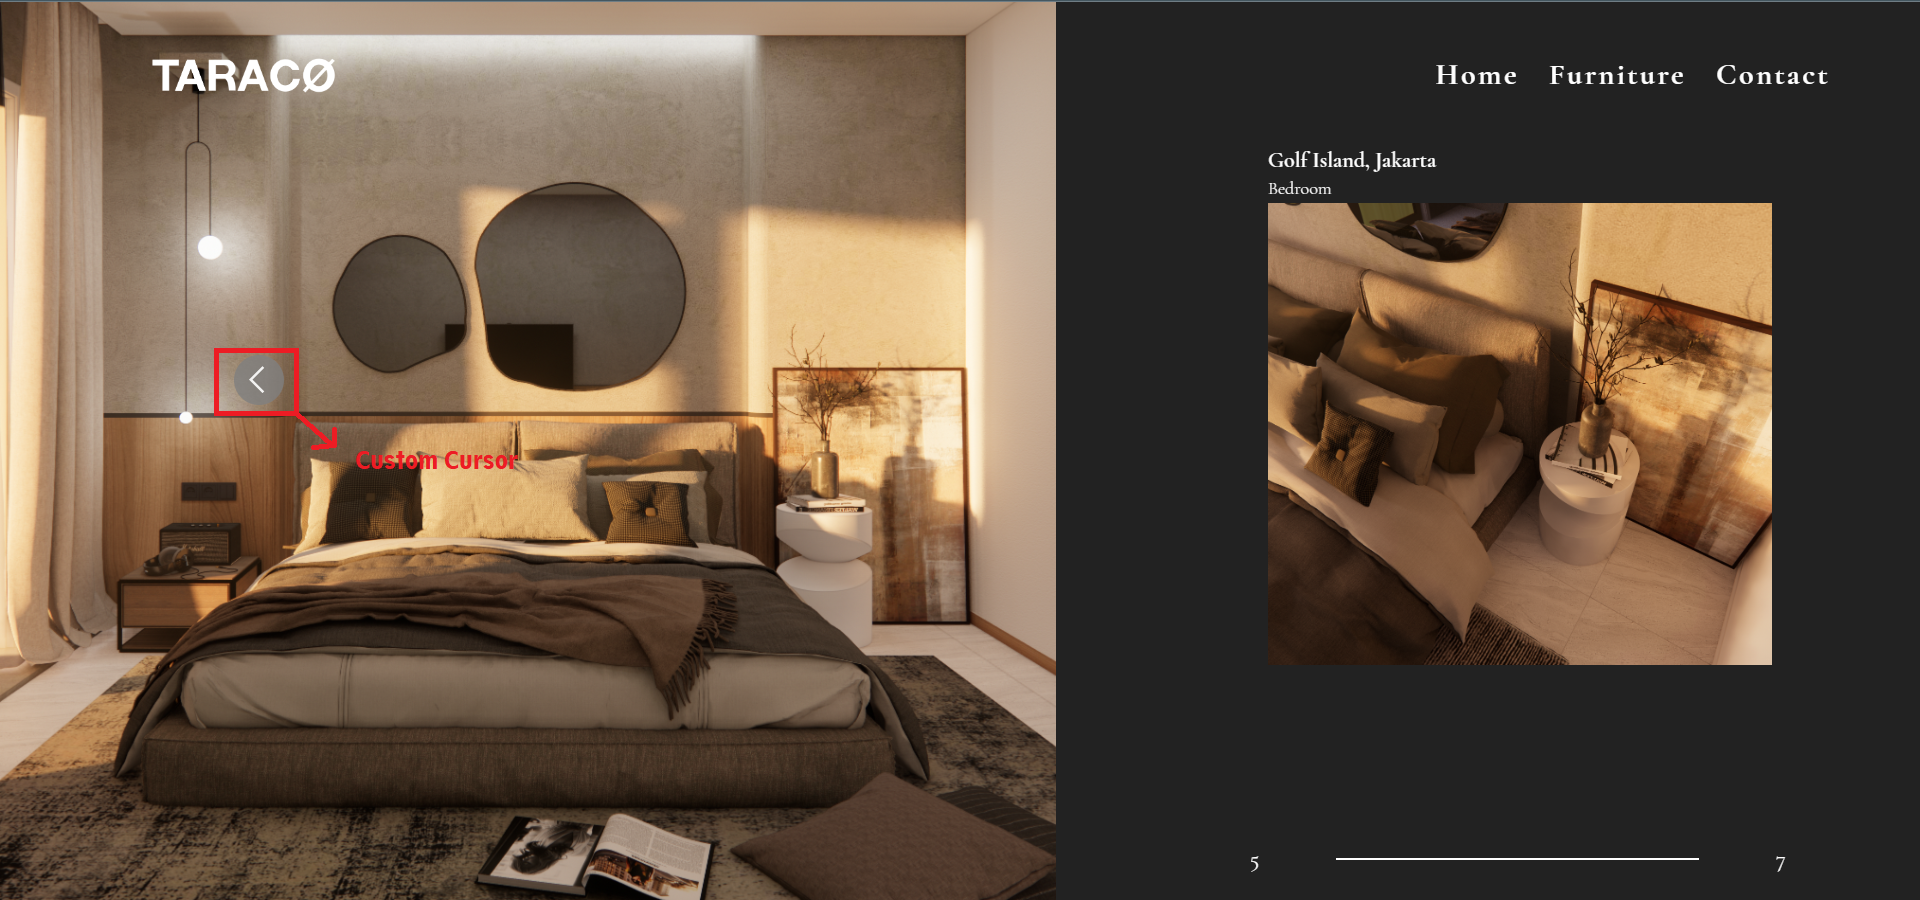 TARACØ
Home Furniture Contact
Golf Island, Jakarta
Bedroom
Custom Cursor
5 7